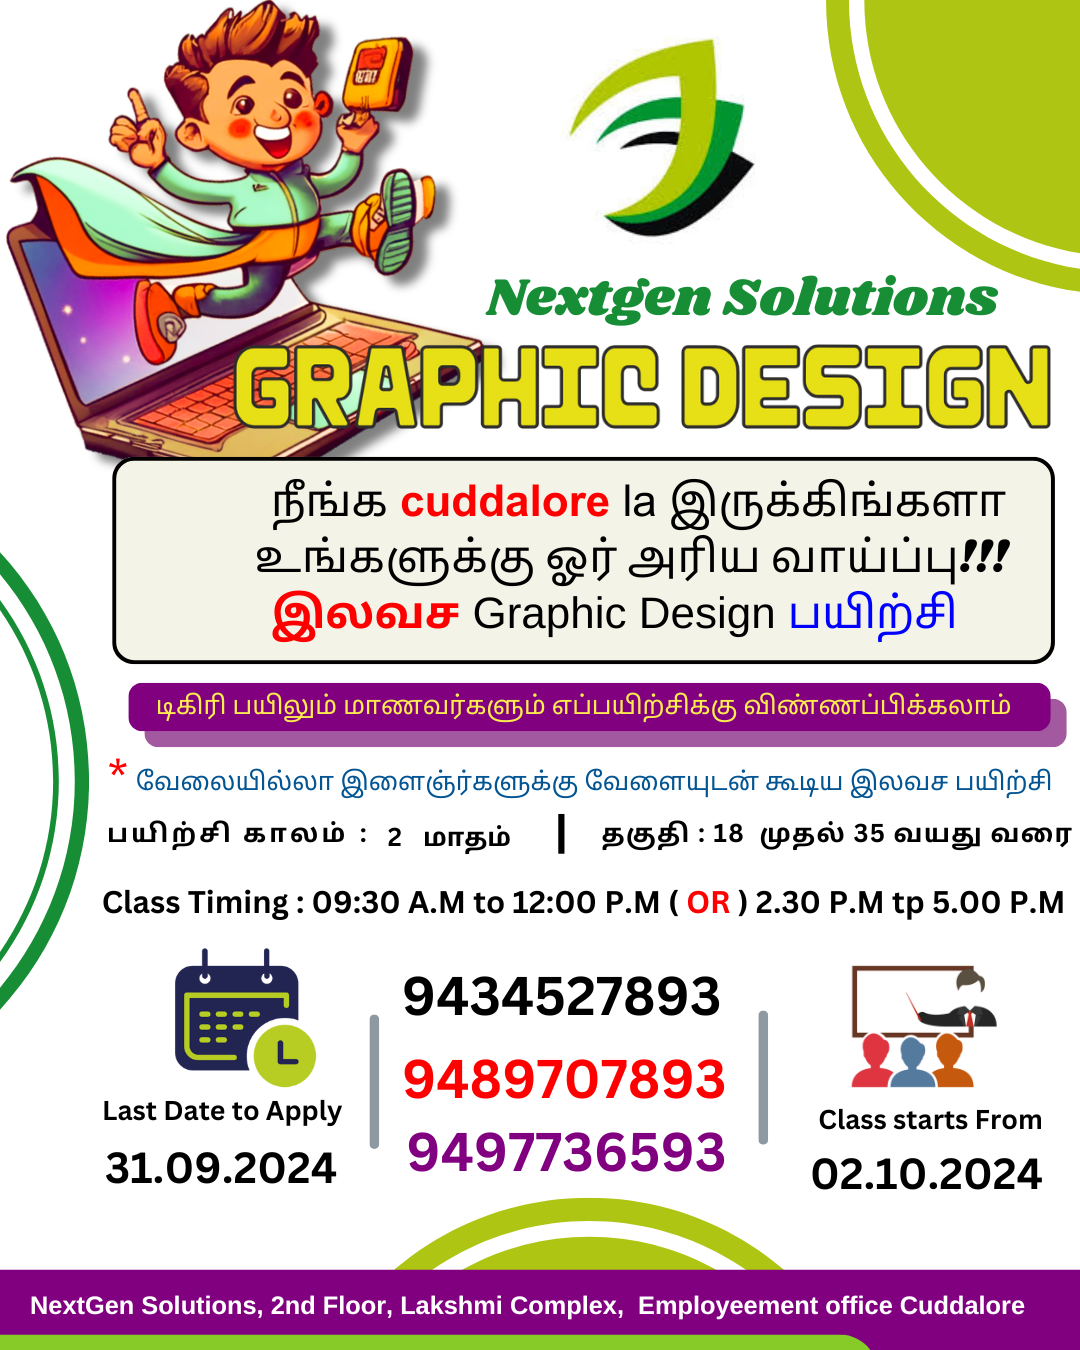 Nextgen Solutions
GRAPHIC DESIGN
நீங்க cuddalore la இருக்கிங்களா
உங்களுக்கு ஓர் அரிய வாய்ப்பு!!!
இலவச Graphic Design பயிற்சி
டிகிரி பயிலும் மாணவர்களும் எப்பயிற்சிக்கு விண்ணப்பிக்கலாம்
* வேலையில்லா இளைஞ்ர்களுக்கு வேளையுடன் கூடிய இலவச பயிற்சி
பயிற்சி காலம் : 2 மாதம் | தகுதி : 18 முதல் 35 வயது வரை
Class Timing : 09:30 A.M to 12:00 P.M ( OR ) 2.30 P.M tp 5.00 P.M
9434527893
9489707893
9497736593
Last Date to Apply
31.09.2024
Class starts From
02.10.2024
NextGen Solutions, 2nd Floor, Lakshmi Complex, Employeement office Cuddalore